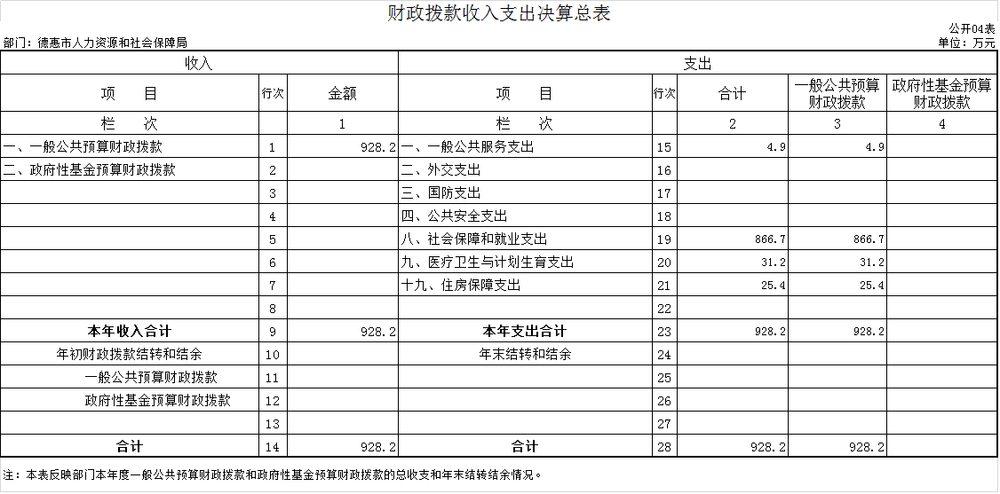 财政拨款收入支出决算总表
公开04表
部门：德惠市人力资源和社会保障局 单位：万元
收入 支出
项 目 行次 金额 项 目 行次 合计 一般公共预算财政拨款 政府性基金预算财政拨款
栏 次 1 栏 次 2 3 4
一、一般公共预算财政拨款 1 928.2 一、一般公共服务支出 15 4.9 4.9
二、政府性基金预算财政拨款 2 二、外交支出 16
3 三、国防支出 17
4 四、公共安全支出 18
5 八、社会保障和就业支出 19 866.7 866.7
6 九、医疗卫生与计划生育支出 20 31.2 31.2
7 十九、住房保障支出 21 25.4 25.4
8 22
本年收入合计 9 928.2 本年支出合计 23 928.2 928.2
年初财政拨款结转和结余 10 年末结转和结余 24
一般公共预算财政拨款 11 25
政府性基金预算财政拨款 12 26
13 27
合计 14 928.2 合计 28 928.2 928.2
注：本表反映部门本年度一般公共预算财政拨款和政府性基金预算财政拨款的总收支和年末结转结余情况。